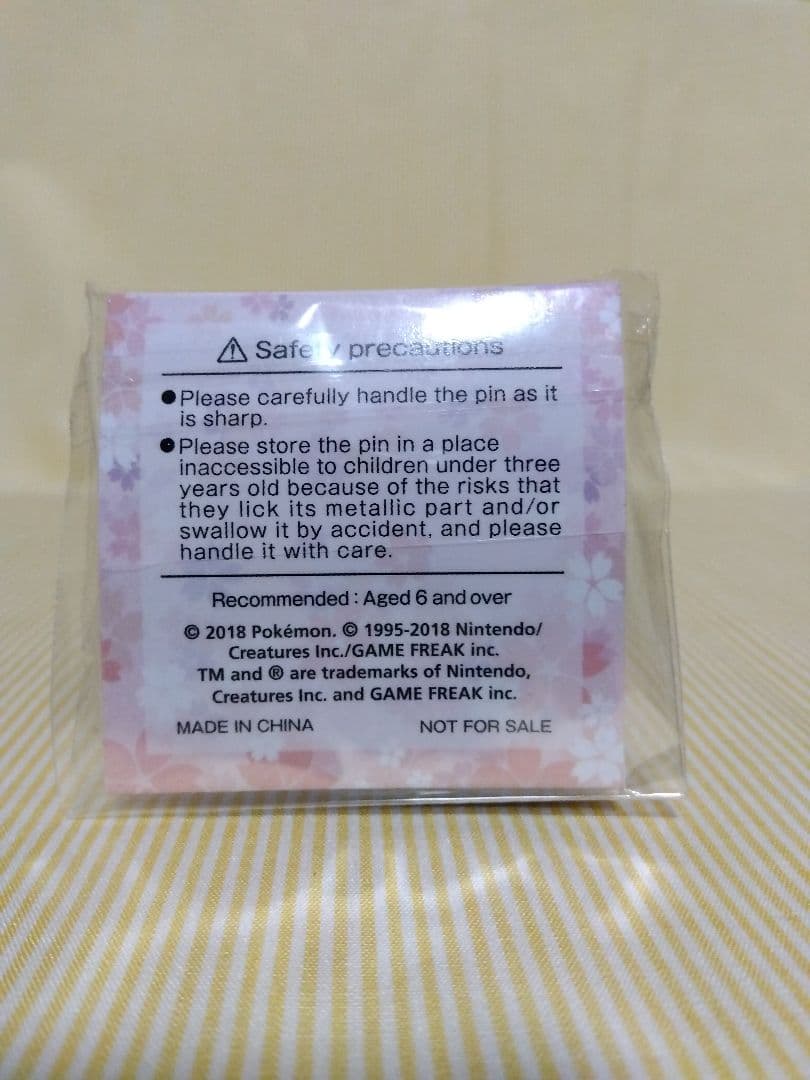 ⚠ Safety precautions
●Please carefully handle the pin as it
is sharp.
●Please store the pin in a place
inaccessible to children under three
years old because of the risks that
they lick its metallic part and/or
swallow it by accident, and please
handle it with care.
Recommended : Aged 6 and over
© 2018 Pokémon. © 1995-2018 Nintendo/
Creatures Inc./GAME FREAK inc.
TM and ® are trademarks of Nintendo,
Creatures Inc. and GAME FREAK inc.
MADE IN CHINA NOT FOR SALE